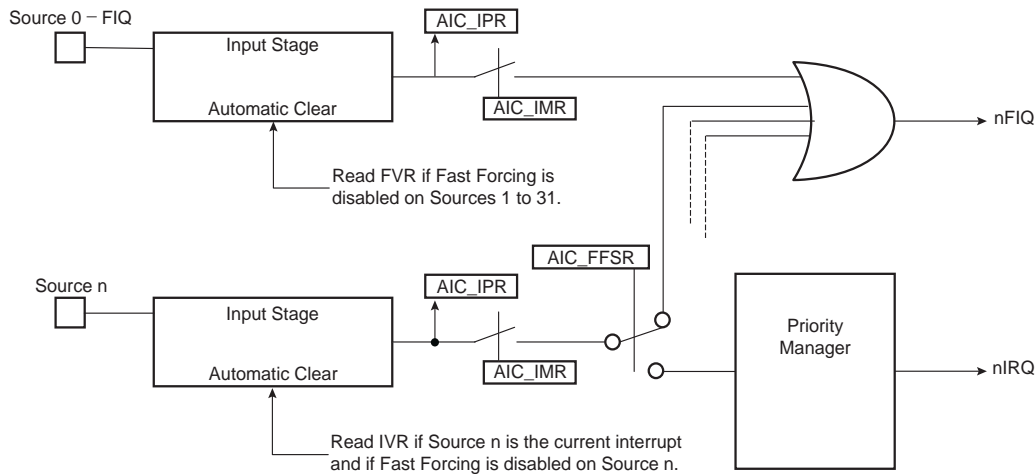 Source 0 – FIQ
AIC_IPR
Input Stage
Automatic Clear
AIC_IMR
nFIQ
Read FVR if Fast Forcing is
disabled on Sources 1 to 31.
AIC_FFSR
Source n
AIC_IPR
Input Stage
Priority
Manager
Automatic Clear
AIC_IMR
nIRQ
Read IVR if Source n is the current interrupt
and if Fast Forcing is disabled on Source n.